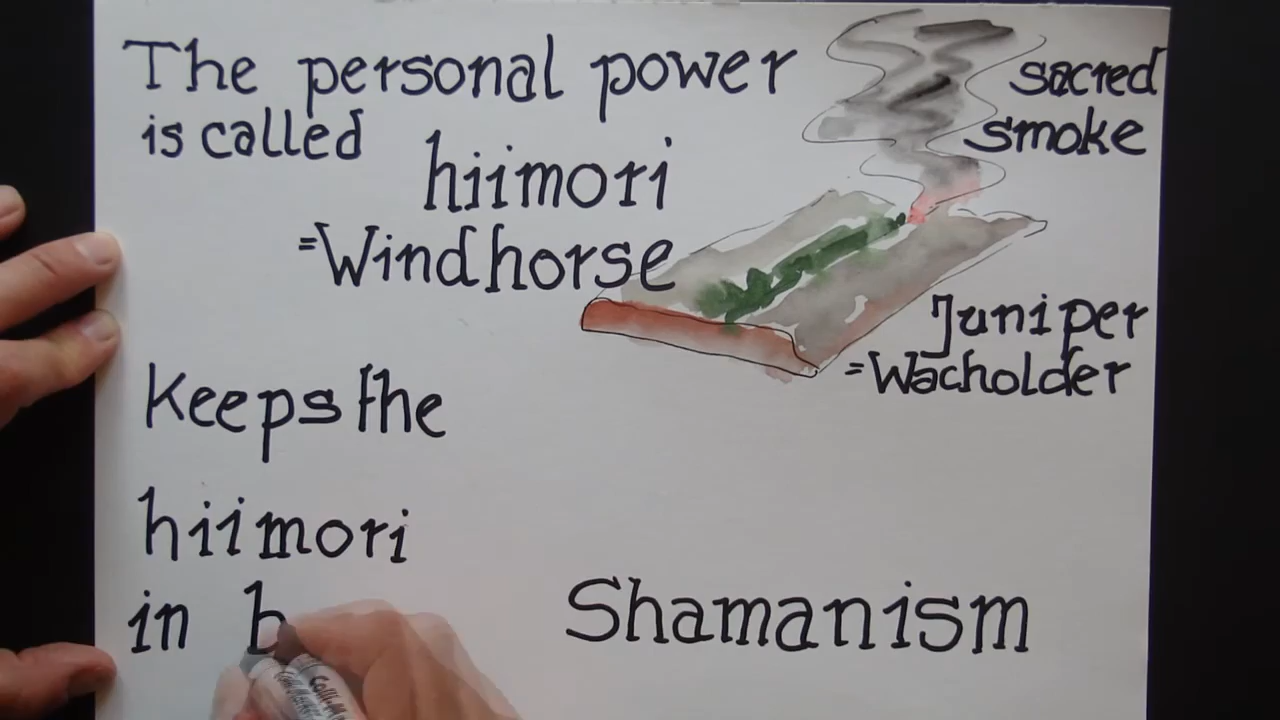 The personal power
is called
hiimori
=Windhorse
sacred
smoke
Juniper
=Wacholder
Keeps the
hiimori
in b
Shamanism